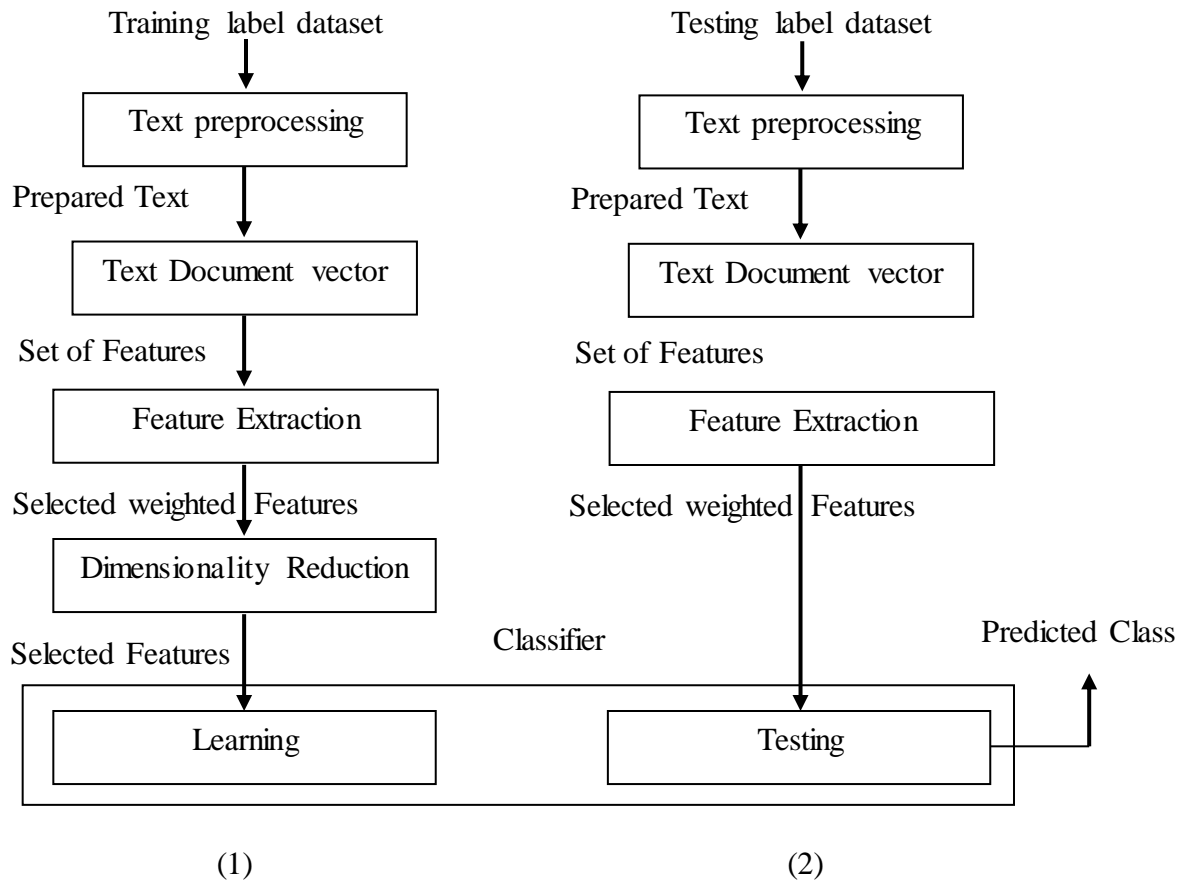 Training label dataset
Text preprocessing
Prepared Text
Text Document vector
Set of Features
Feature Extraction
Selected weighted Features
Dimensionality Reduction
Selected Features
Learning
(1)
Testing label dataset
Text preprocessing
Prepared Text
Text Document vector
Set of Features
Feature Extraction
Selected weighted Features
Classifier
Testing
Predicted Class
(2)